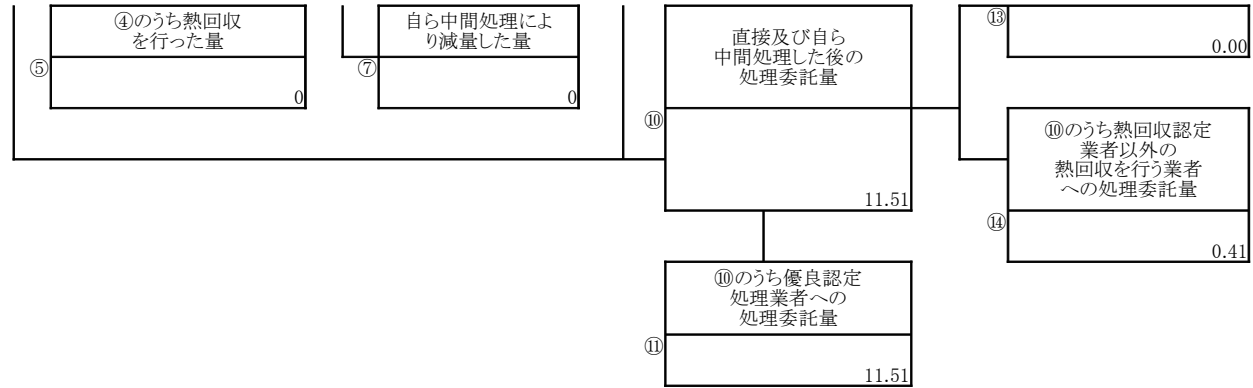 ④のうち熱回収
を行った量
⑤
0
自ら中間処理によ
り減量した量
⑦
0
直接及び自ら
中間処理した後の
処理委託量
⑩
11.51
⑬
0.00
⑩のうち熱回収認定
業者以外の
熱回収を行う業者
への処理委託量
⑭
0.41
⑩のうち優良認定
処理業者への
処理委託量
⑪
11.51